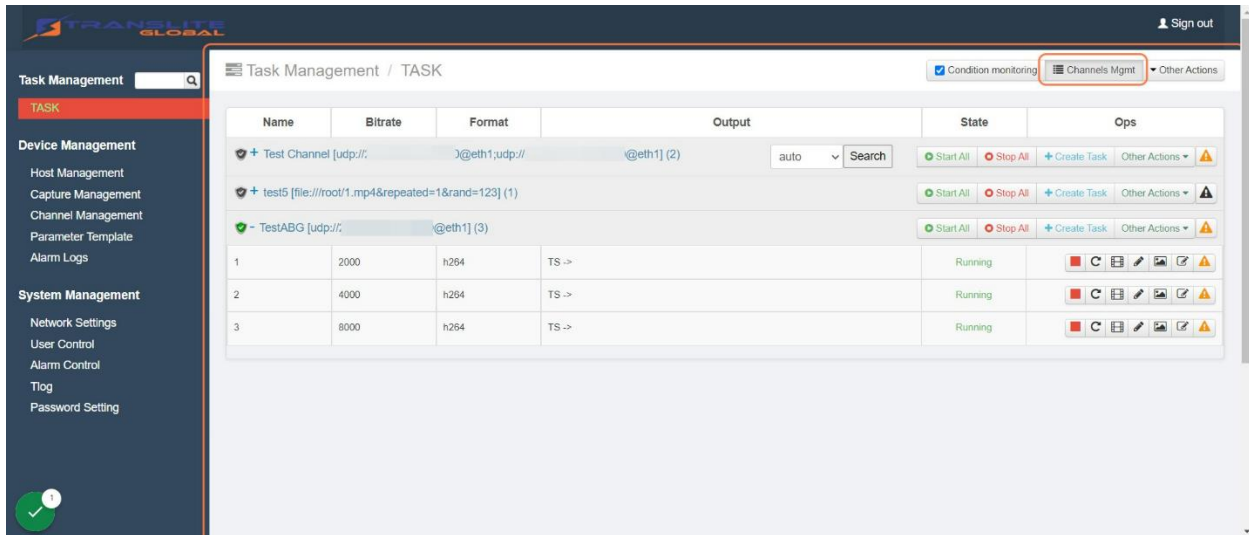 TRANSLITE GLOBAL
Sign out
Task Management
TASK
Device Management
Host Management
Capture Management
Channel Management
Parameter Template
Alarm Logs
System Management
Network Settings
User Control
Alarm Control
Tlog
Password Setting
1
Task Management / TASK
Condition monitoring Channels Mgmt Other Actions
Name Bitrate Format Output State Ops
+ Test Channel [udp:// )@eth1;udp:// @eth1] (2) auto Search Start All Stop All + Create Task Other Actions
+ test5 [file:///root/1.mp4&repeated=1&rand=123] (1) Start All Stop All + Create Task Other Actions
- TestABG [udp:// @eth1] (3) Start All Stop All + Create Task Other Actions
1 2000 h264 TS -> Running
2 4000 h264 TS -> Running
3 8000 h264 TS -> Running